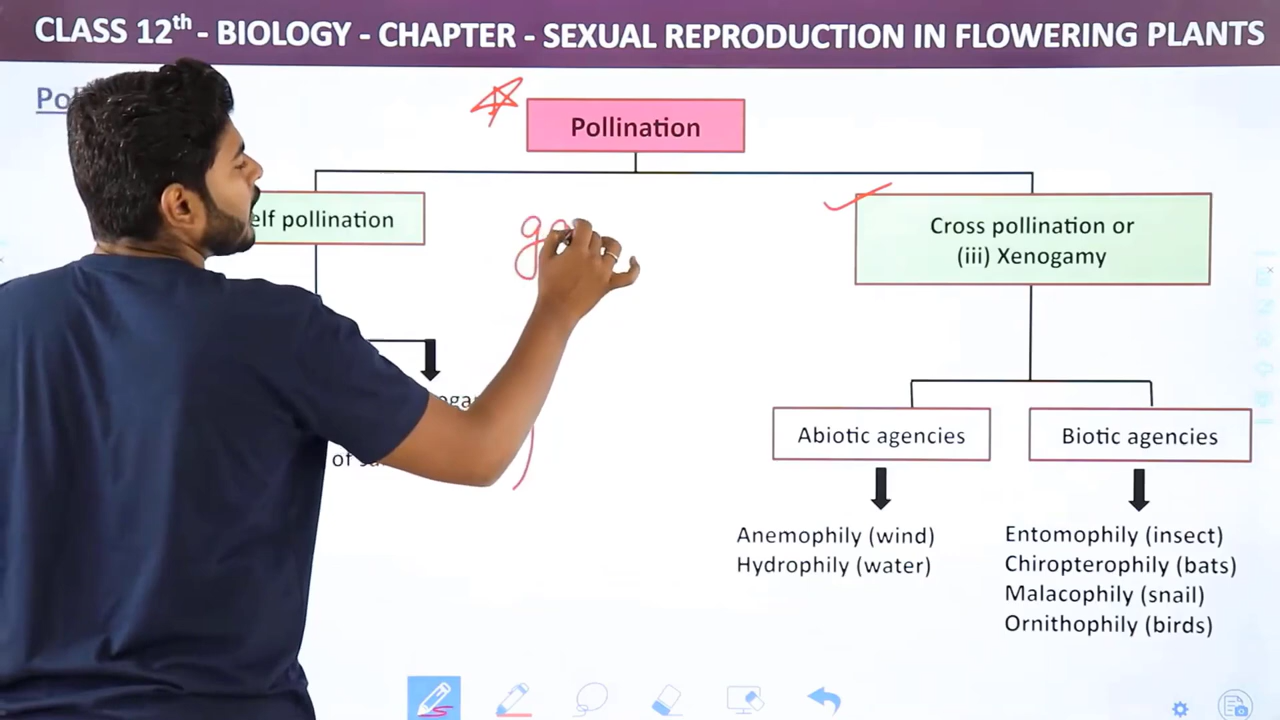 CLASS 12th - BIOLOGY - CHAPTER - SEXUAL REPRODUCTION IN FLOWERING PLANTS
Pollination
elf pollination
Cross pollination or
(iii) Xenogamy
Abiotic agencies
Biotic agencies
of
Anemophily (wind)
Hydrophily (water)
Entomophily (insect)
Chiropterophily (bats)
Malacophily (snail)
Ornithophily (birds)